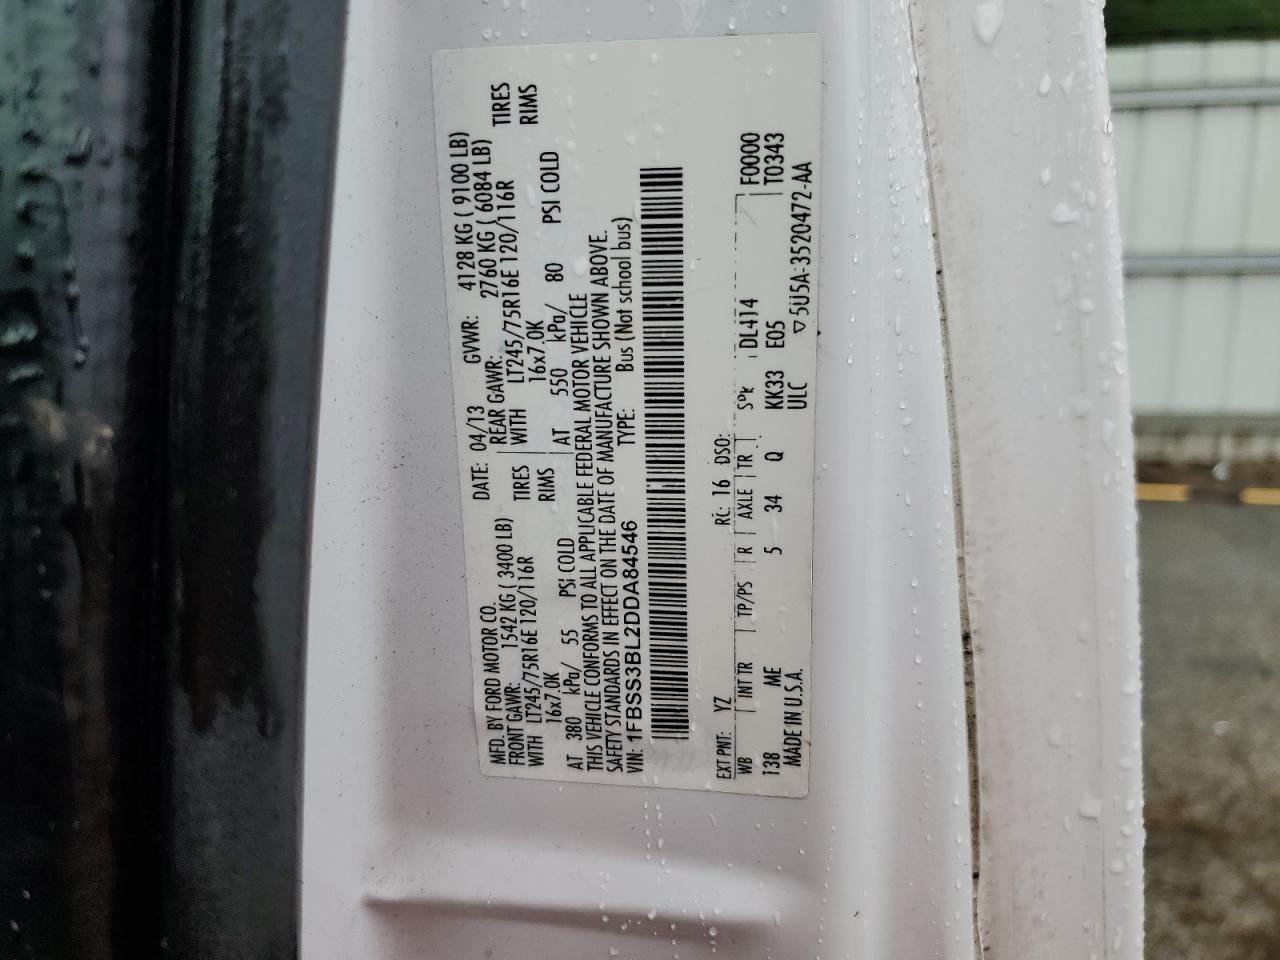 MFD. BY FORD MOTOR CO. DATE: 04/13 GVWR: 4128 KG ( 9100 LB)
FRONT GAWR: 1542 KG ( 3400 LB) REAR GAWR: 2760 KG ( 6084 LB)
WITH LT245/75R16E 120/116R TIRES WITH LT245/75R16E 120/116R TIRES
16x7.0K RIMS 16x7.0K RIMS
AT 380 kPa/ 55 PSI COLD AT 550 kPa/ 80 PSI COLD
THIS VEHICLE CONFORMS TO ALL APPLICABLE FEDERAL MOTOR VEHICLE
SAFETY STANDARDS IN EFFECT ON THE DATE OF MANUFACTURE SHOWN ABOVE.
VIN: 1FBSS3BL2DDA84546 TYPE: Bus (Not school bus)
EXT PNT: YZ RC: 16 DSO: DL414 F0000
WB INT TR TP/PS R AXLE TR
138 ME 5 34 Q KK33 E05 T0343
MADE IN U.S.A. ULC ▽5U5A-3520472-AA